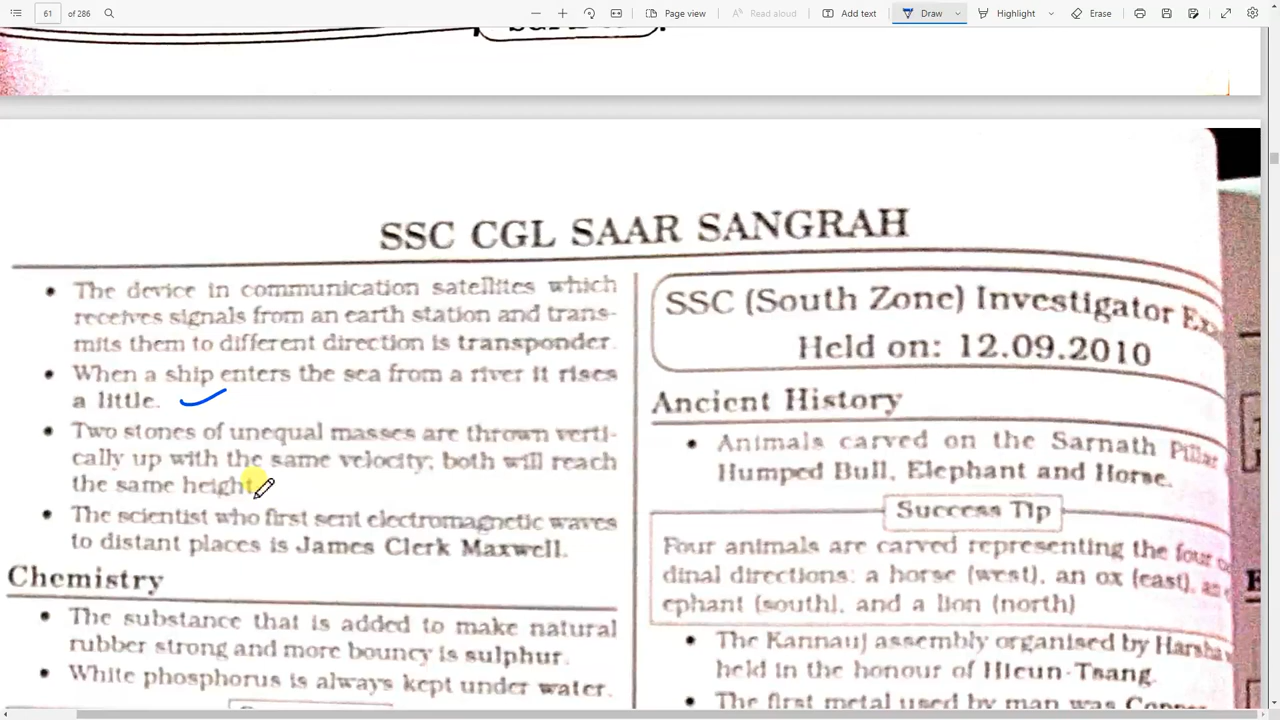 61 of 286 Page view Read aloud Add text Draw Highlight Erase
SSC CGL SAAR SANGRAH
• The device in communication satellites which
receives signals from an earth station and trans-
mits them to different direction is transponder.
• When a ship enters the sea from a river it rises
a little.
• Two stones of unequal masses are thrown verti-
cally up with the same velocity; both will reach
the same height
• The scientist who first sent electromagnetic waves
to distant places is James Clerk Maxwell.
Chemistry
• The substance that is added to make natural
rubber strong and more bouncy is sulphur.
• White phosphorus is always kept under water.
SSC (South Zone) Investigator
Held on: 12.09.2010
Ancient History
• Animals carved on the Sarnath Pillar
Humped Bull, Elephant and Horse.
Success Tip
Four animals are carved representing the four
dinal directions: a horse (west), an ox (east), an
ephant (south), and a lion (north)
• The Kannauj assembly organised by
held in the honour of Hieun-Tsang.
• The first metal used by man was